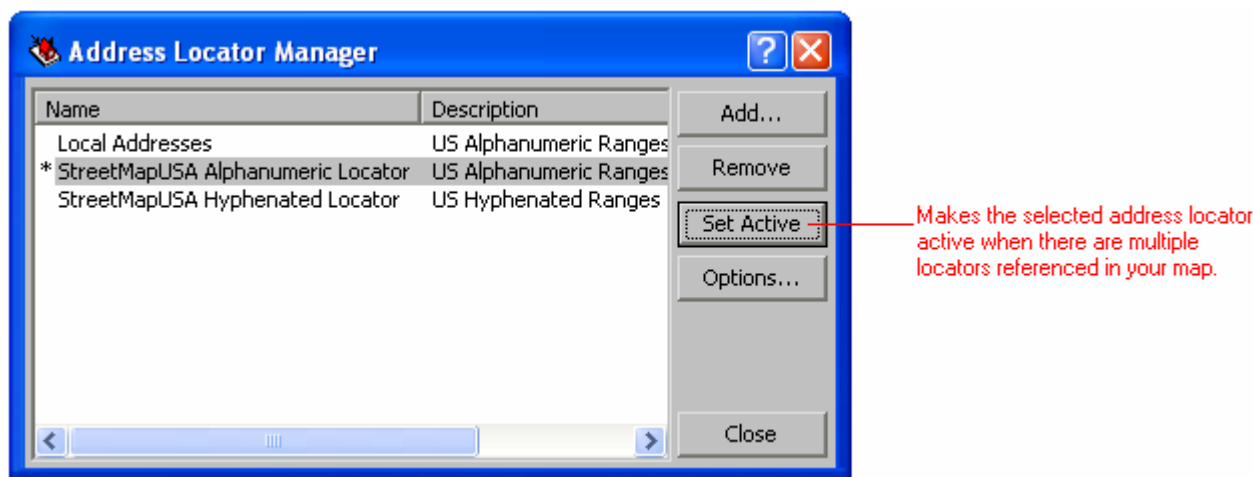 Address Locator Manager
Name Description
Local Addresses US Alphanumeric Ranges
* StreetMapUSA Alphanumeric Locator US Alphanumeric Ranges
StreetMapUSA Hyphenated Locator US Hyphenated Ranges
Add...
Remove
Set Active
Options...
Close
Makes the selected address locator
active when there are multiple
locators referenced in your map.